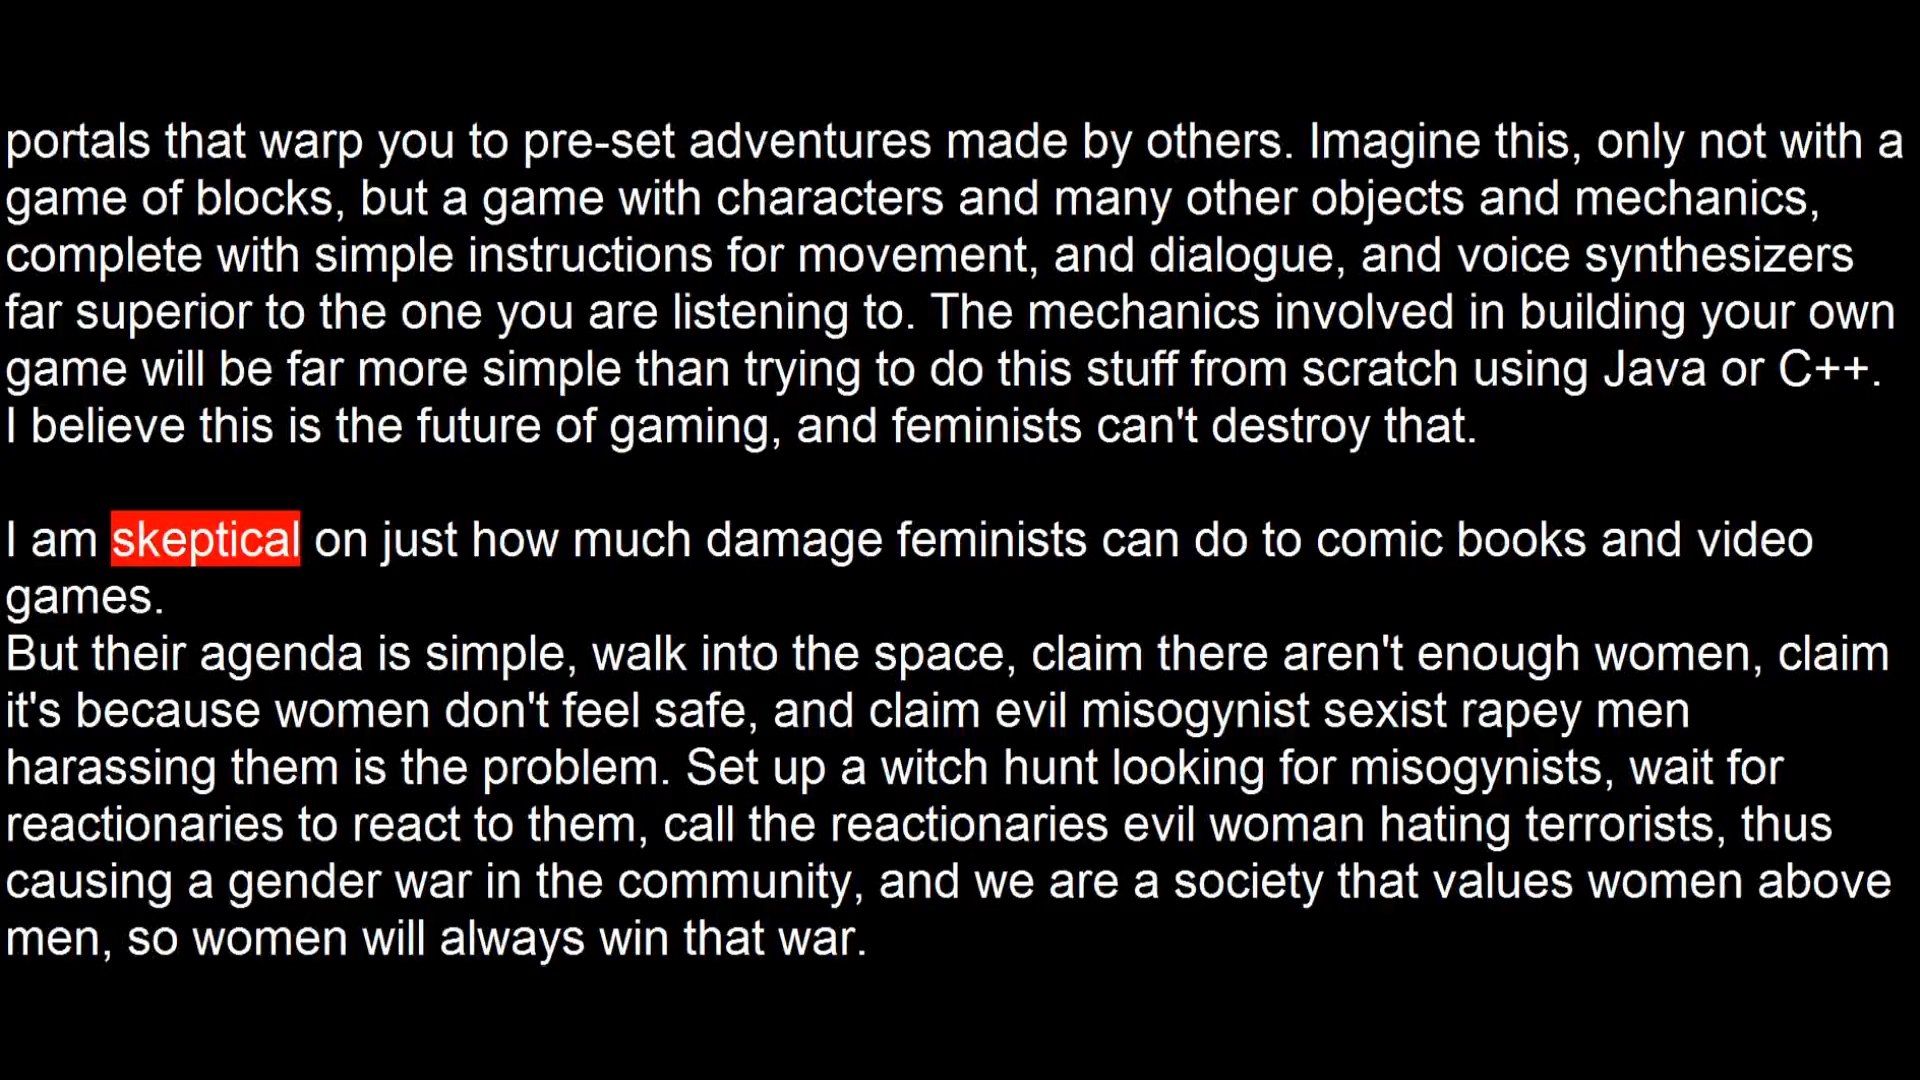 portals that warp you to pre-set adventures made by others. Imagine this, only not with a
game of blocks, but a game with characters and many other objects and mechanics,
complete with simple instructions for movement, and dialogue, and voice synthesizers
far superior to the one you are listening to. The mechanics involved in building your own
game will be far more simple than trying to do this stuff from scratch using Java or C++.
I believe this is the future of gaming, and feminists can't destroy that.
I am skeptical on just how much damage feminists can do to comic books and video
games.
But their agenda is simple, walk into the space, claim there aren't enough women, claim
it's because women don't feel safe, and claim evil misogynist sexist rapey men
harassing them is the problem. Set up a witch hunt looking for misogynists, wait for
reactionaries to react to them, call the reactionaries evil woman hating terrorists, thus
causing a gender war in the community, and we are a society that values women above
men, so women will always win that war.